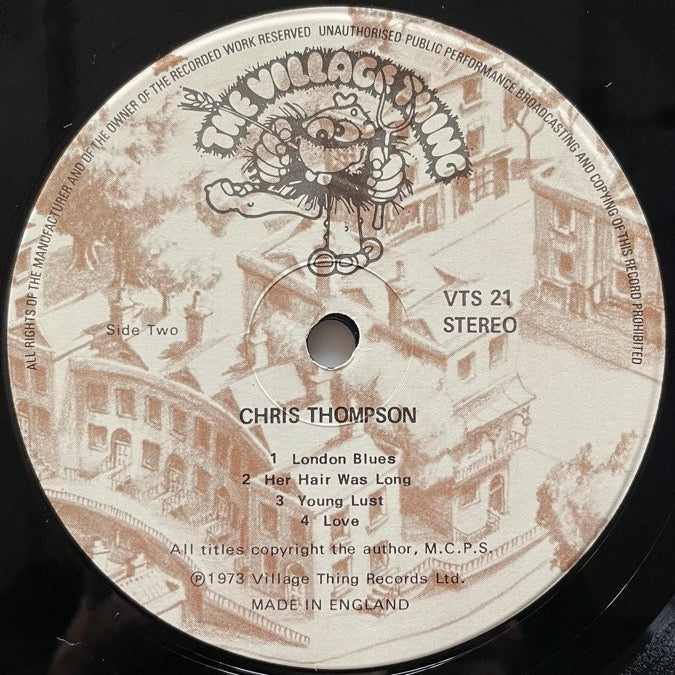 ALL RIGHTS OF THE MANUFACTURER AND OF THE OWNER OF THE RECORDED WORK RESERVED UNAUTHORISED PUBLIC PERFORMANCE BROADCASTING AND COPYING OF THIS RECORD PROHIBITED
THE VILLAGE THING
VTS 21
STEREO
Side Two
CHRIS THOMPSON
1 London Blues
2 Her Hair Was Long
3 Young Lust
4 Love
All titles copyright the author, M.C.P.S.
Ⓟ1973 Village Thing Records Ltd.
MADE IN ENGLAND